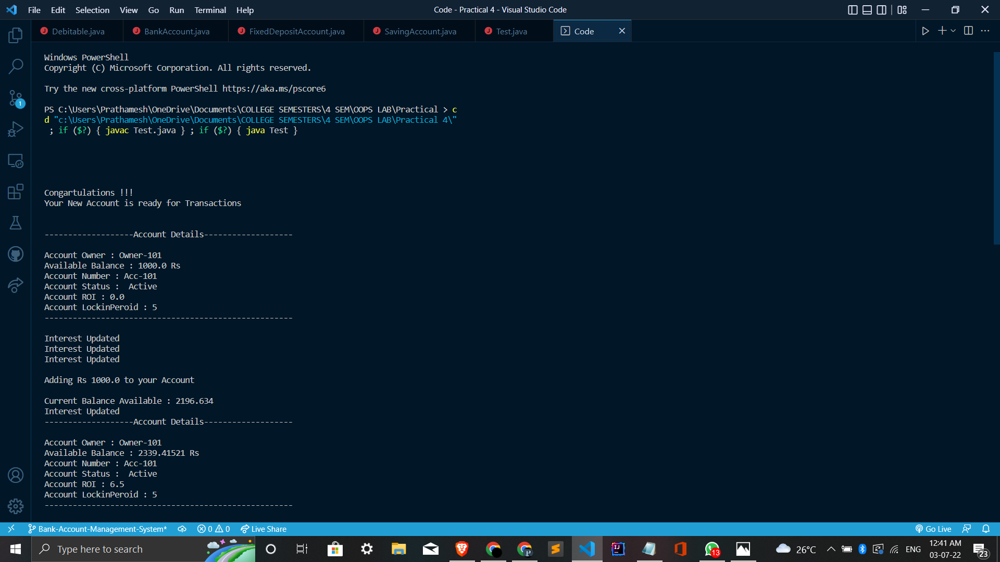 File Edit Selection View Go Run Terminal Help
Code - Practical 4 - Visual Studio Code
Debitable.java BankAccount.java FixedDepositAccount.java SavingAccount.java Test.java Code
Windows PowerShell
Copyright (C) Microsoft Corporation. All rights reserved.
Try the new cross-platform PowerShell https://aka.ms/pscore6
PS C:\Users\Prathamesh\OneDrive\Documents\COLLEGE SEMESTERS\4 SEM\OOPS LAB\Practical > c
d "c:\Users\Prathamesh\OneDrive\Documents\COLLEGE SEMESTERS\4 SEM\OOPS LAB\Practical 4\"
 ; if ($?) { javac Test.java } ; if ($?) { java Test }
Congartulations !!!
Your New Account is ready for Transactions
-------------------Account Details-------------------
Account Owner : Owner-101
Available Balance : 1000.0 Rs
Account Number : Acc-101
Account Status :  Active
Account ROI : 0.0
Account LockinPeroid : 5
-----------------------------------------------------
Interest Updated
Interest Updated
Interest Updated
Adding Rs 1000.0 to your Account
Current Balance Available : 2196.634
Interest Updated
-------------------Account Details-------------------
Account Owner : Owner-101
Available Balance : 2339.41521 Rs
Account Number : Acc-101
Account Status :  Active
Account ROI : 6.5
Account LockinPeroid : 5
-----------------------------------------------------
1
Bank-Account-Management-System* 0 0 Live Share Go Live
Type here to search
13
26°C ENG 12:41 AM
03-07-22
23